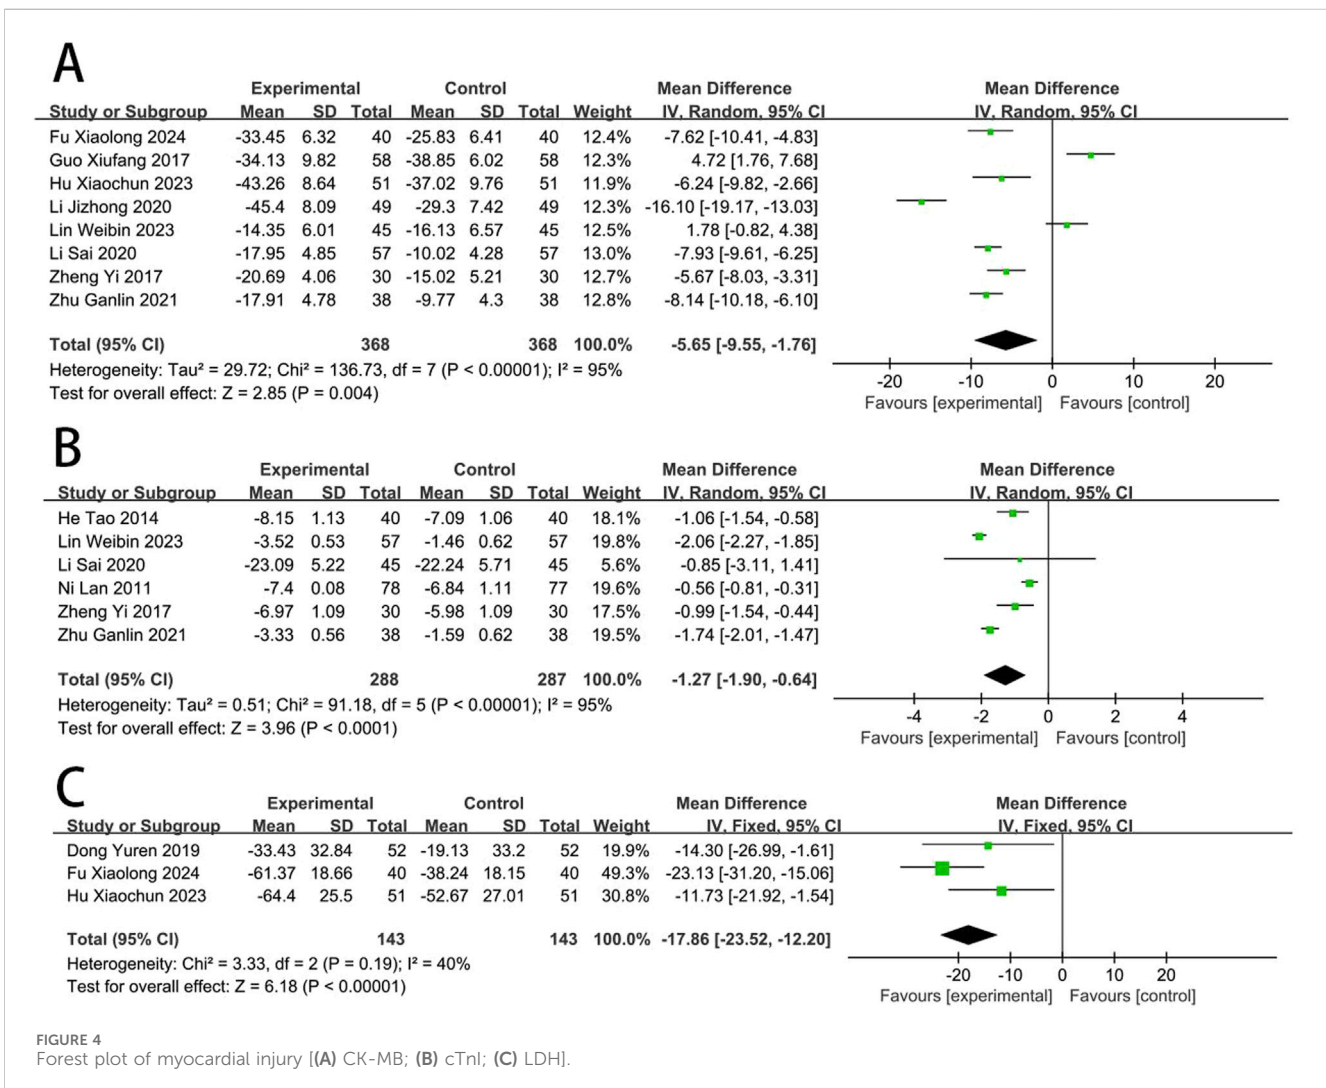 A
Experimental Control Mean Difference Mean Difference
Study or Subgroup Mean SD Total Mean SD Total Weight IV, Random, 95% CI IV, Random, 95% CI
Fu Xiaolong 2024 -33.45 6.32 40 -25.83 6.41 40 12.4% -7.62 [-10.41, -4.83]
Guo Xiufang 2017 -34.13 9.82 58 -38.85 6.02 58 12.3% 4.72 [1.76, 7.68]
Hu Xiaochun 2023 -43.26 8.64 51 -37.02 9.76 51 11.9% -6.24 [-9.82, -2.66]
Li Jizhong 2020 -45.4 8.09 49 -29.3 7.42 49 12.3% -16.10 [-19.17, -13.03]
Lin Weibin 2023 -14.35 6.01 45 -16.13 6.57 45 12.5% 1.78 [-0.82, 4.38]
Li Sai 2020 -17.95 4.85 57 -10.02 4.28 57 13.0% -7.93 [-9.61, -6.25]
Zheng Yi 2017 -20.69 4.06 30 -15.02 5.21 30 12.7% -5.67 [-8.03, -3.31]
Zhu Ganlin 2021 -17.91 4.78 38 -9.77 4.3 38 12.8% -8.14 [-10.18, -6.10]
Total (95% CI) 368 368 100.0% -5.65 [-9.55, -1.76]
Heterogeneity: Tau² = 29.72; Chi² = 136.73, df = 7 (P < 0.00001); I² = 95%
Test for overall effect: Z = 2.85 (P = 0.004)
-20 -10 0 10 20
Favours [experimental] Favours [control]
B
Experimental Control Mean Difference Mean Difference
Study or Subgroup Mean SD Total Mean SD Total Weight IV, Random, 95% CI IV, Random, 95% CI
He Tao 2014 -8.15 1.13 40 -7.09 1.06 40 18.1% -1.06 [-1.54, -0.58]
Lin Weibin 2023 -3.52 0.53 57 -1.46 0.62 57 19.8% -2.06 [-2.27, -1.85]
Li Sai 2020 -23.09 5.22 45 -22.24 5.71 45 5.6% -0.85 [-3.11, 1.41]
Ni Lan 2011 -7.4 0.08 78 -6.84 1.11 77 19.6% -0.56 [-0.81, -0.31]
Zheng Yi 2017 -6.97 1.09 30 -5.98 1.09 30 17.5% -0.99 [-1.54, -0.44]
Zhu Ganlin 2021 -3.33 0.56 38 -1.59 0.62 38 19.5% -1.74 [-2.01, -1.47]
Total (95% CI) 288 287 100.0% -1.27 [-1.90, -0.64]
Heterogeneity: Tau² = 0.51; Chi² = 91.18, df = 5 (P < 0.00001); I² = 95%
Test for overall effect: Z = 3.96 (P < 0.0001)
-4 -2 0 2 4
Favours [experimental] Favours [control]
C
Experimental Control Mean Difference Mean Difference
Study or Subgroup Mean SD Total Mean SD Total Weight IV, Fixed, 95% CI IV, Fixed, 95% CI
Dong Yuren 2019 -33.43 32.84 52 -19.13 33.2 52 19.9% -14.30 [-26.99, -1.61]
Fu Xiaolong 2024 -61.37 18.66 40 -38.24 18.15 40 49.3% -23.13 [-31.20, -15.06]
Hu Xiaochun 2023 -64.4 25.5 51 -52.67 27.01 51 30.8% -11.73 [-21.92, -1.54]
Total (95% CI) 143 143 100.0% -17.86 [-23.52, -12.20]
Heterogeneity: Chi² = 3.33, df = 2 (P = 0.19); I² = 40%
Test for overall effect: Z = 6.18 (P < 0.00001)
-20 -10 0 10 20
Favours [experimental] Favours [control]
FIGURE 4
Forest plot of myocardial injury [(A) CK-MB; (B) cTnI; (C) LDH].